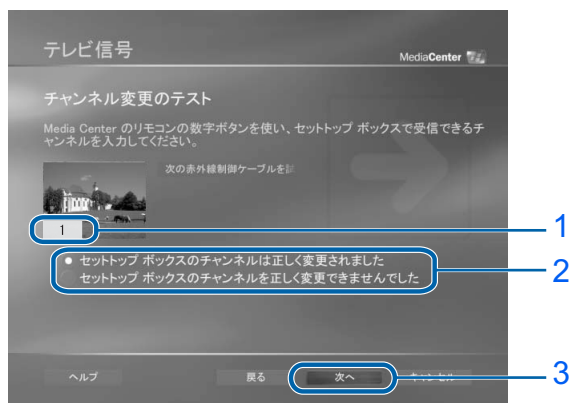 テレビ信号
MediaCenter
チャンネル変更のテスト
Media Center のリモコンの数字ボタンを使い、セットトップ ボックスで受信できるチ
ャンネルを入力してください。
次の赤外線制御ケーブルを試
1
1
セットトップ ボックスのチャンネルは正しく変更されました
セットトップ ボックスのチャンネルを正しく変更できませんでした
2
ヘルプ
戻る
次へ
キャンセル
3